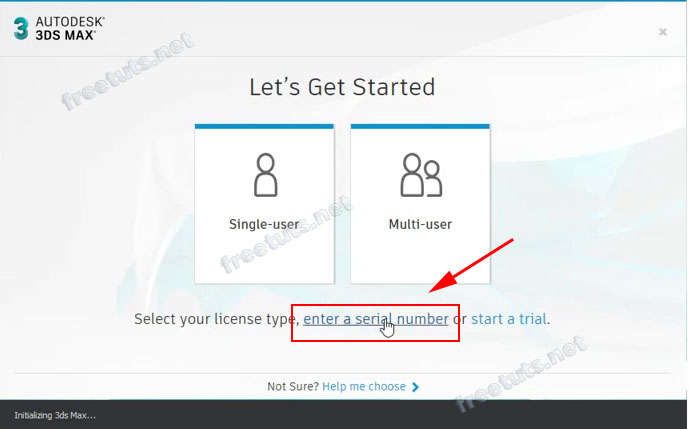 3 AUTODESK®
3DS MAX®
×
freetuts.net
Let's Get Started
Single-user
Multi-user
freetuts.net
Select your license type, enter a serial number or start a trial.
freetuts.net
Not Sure? Help me choose
Initializing 3ds Max...